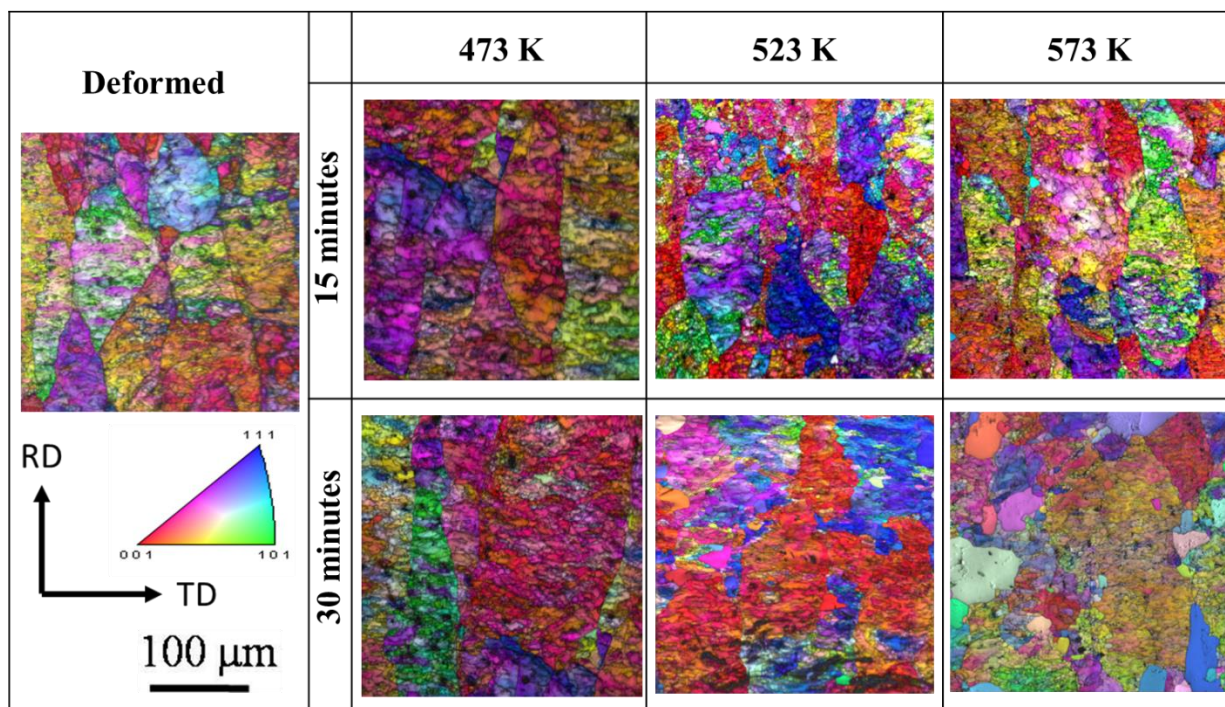 Deformed
473 K
523 K
573 K
15 minutes
30 minutes
RD
TD
111
001
101
100 μm